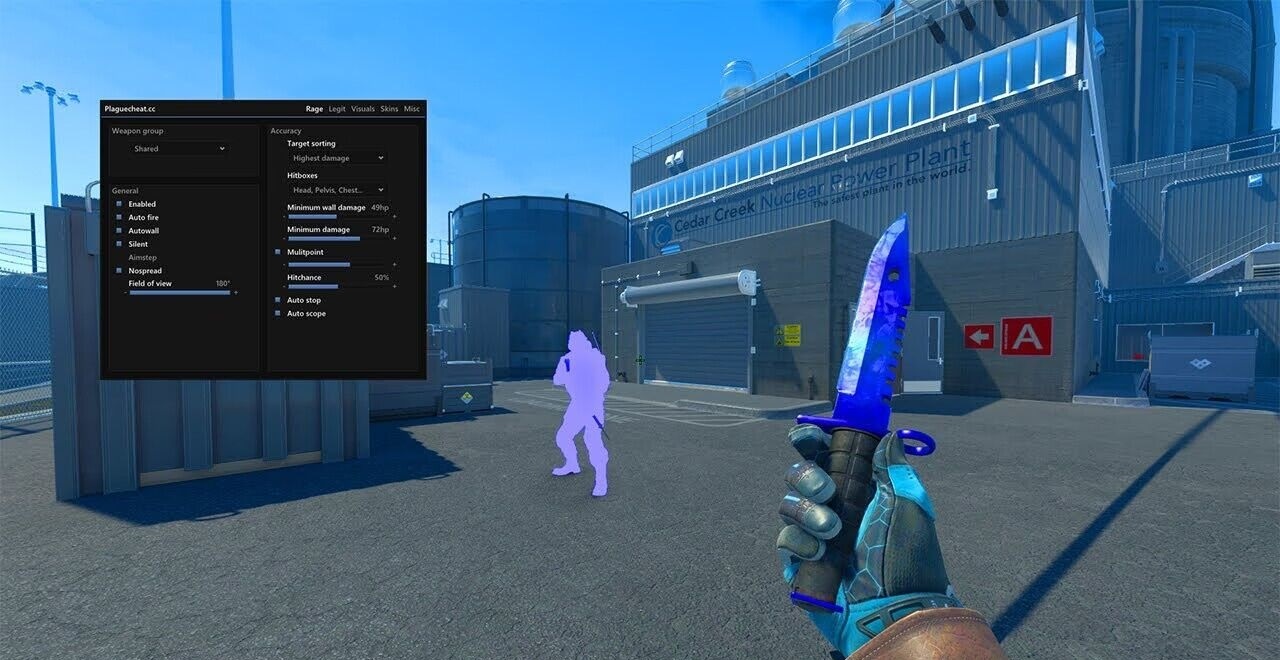 Plaguecheat.cc
Rage Legit Visuals Skins Misc
Weapon group
Shared
General
Enabled
Auto fire
Autowall
Silent
Aimstep
Nospread
Field of view 180°
- +
Accuracy
Target sorting
Highest damage
Hitboxes
Head, Pelvis, Chest...
Minimum wall damage 49hp
- +
Minimum damage 72hp
- +
Mulitpoint
- +
Hitchance 50%
- +
Auto stop
Auto scope
Cedar Creek Nuclear Power Plant
The safest plant in the world.
A